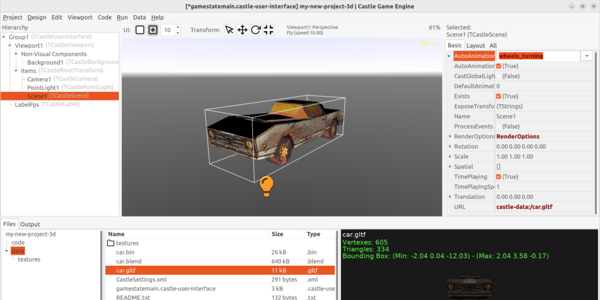 [*gamestatemain.castle-user-interface] my-new-project-3d | Castle Game Engine
Project Design Edit Viewport Code Run Data Help
Hierarchy
Group1 (TCastleUserInterface)
Viewport1 (TCastleViewport)
Non-Visual Components
Background1
Items
Camera1 (TCastleCamera)
PointLight1
Scene1 (TCastleScene)
LabelFps (TCastleLabel)
UI:
10
Transform:
Viewport1: Perspective
Fly (speed 10.00)
61%
Selected:
Scene1 (TCastleScene)
Basic Layout All
AutoAnimation wheels_turning
AutoAnimation (True)
CastGlobalLigh (False)
DefaultAnimat 0
Exists (True)
ExposeTransfo (TStrings)
Name Scene1
ProcessEvents (False)
RenderOptions RenderOptions
Rotation 0.00 0.00 0.00 0.00
Scale 1.00 1.00 1.00
Spatial []
TimePlaying (True)
TimePlayingSp 1
Translation 0.00 0.00 0.00
URL castle-data:/car.gltf
Files Output
my-new-project-3d
code
data
textures
Name Size Type
textures
car.bin 26 kB .bin
car.blend 640 kB .blend
car.gltf 11 kB .gltf
CastleSettings.xml 291 bytes .xml
gamestatemain.castle-user-interface 3 kB .castle-use
README.txt 132 bytes .txt
car.gltf
Vertexes: 605
Triangles: 334
Bounding Box: (Min: -2.04 0.04 -12.03) - (Max: 2.04 3.58 -0.17)